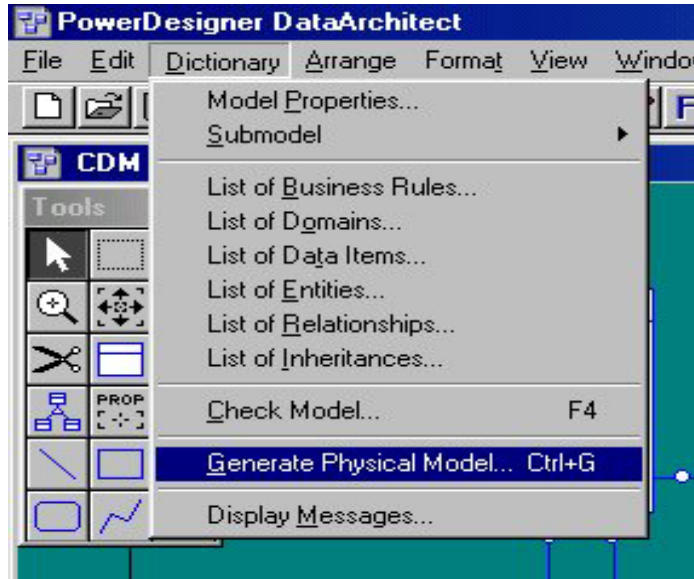 PowerDesigner DataArchitect
File Edit Dictionary Arrange Format View Windo
CDM
Tools
PROP
Model Properties...
Submodel
List of Business Rules...
List of Domains...
List of Data Items...
List of Entities...
List of Relationships...
List of Inheritances...
Check Model... F4
Generate Physical Model... Ctrl+G
Display Messages...